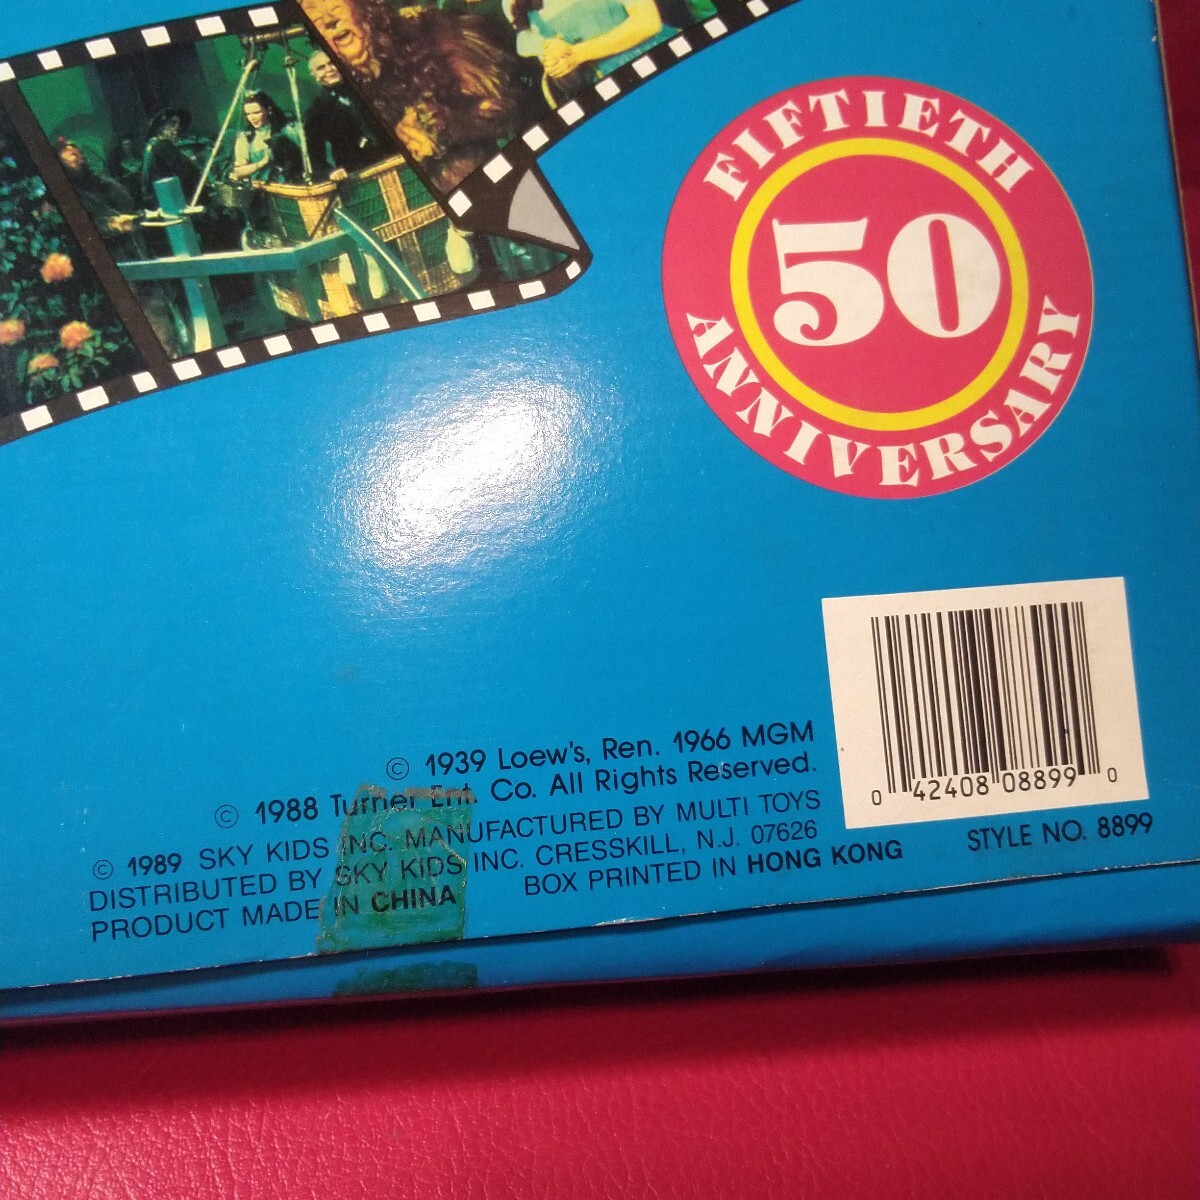 FIFTIETH
50
ANNIVERSARY
© 1939 Loew's, Ren. 1966 MGM
© 1988 Turner Ent. Co. All Rights Reserved.
© 1989 SKY KIDS INC. MANUFACTURED BY MULTI TOYS
DISTRIBUTED BY SKY KIDS INC. CRESSKILL, N.J. 07626
PRODUCT MADE IN CHINA
BOX PRINTED IN HONG KONG
0 42408 08899 0
STYLE NO. 8899